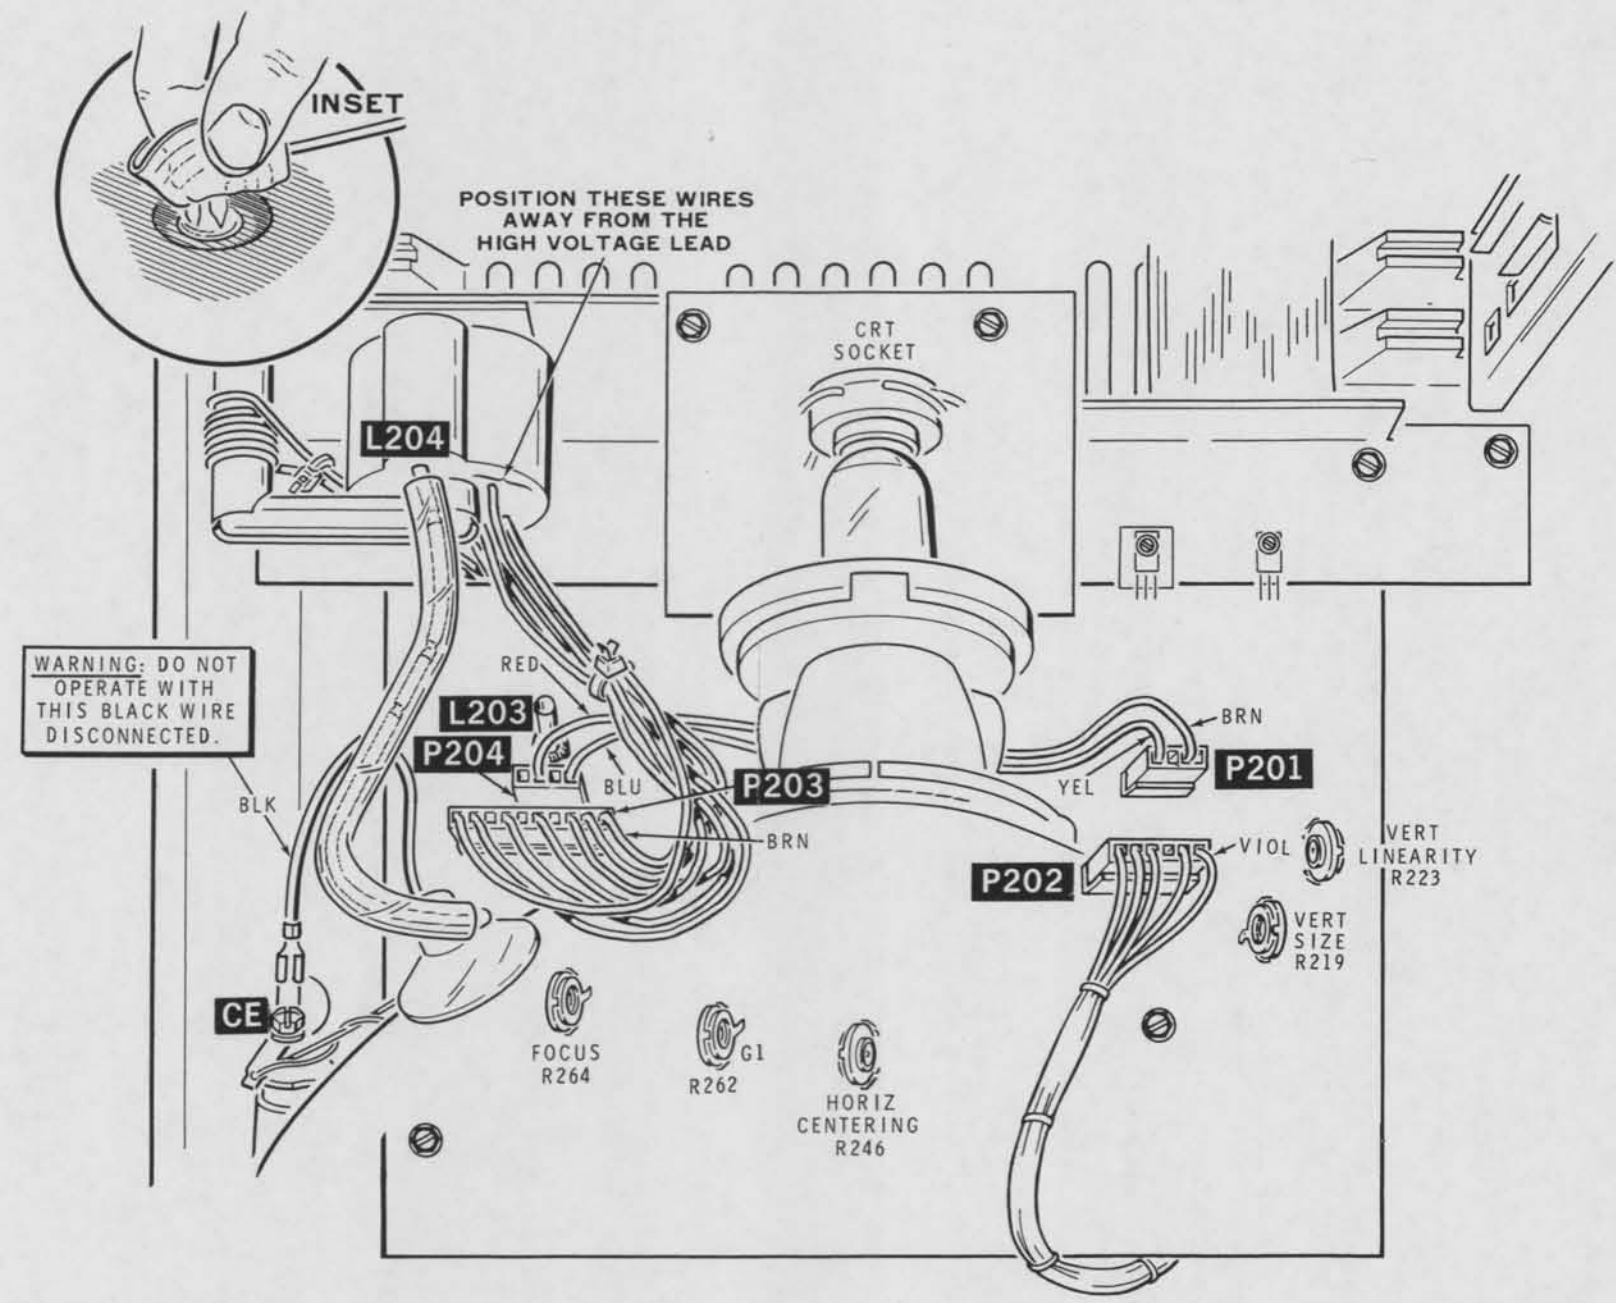 INSET
POSITION THESE WIRES
AWAY FROM THE
HIGH VOLTAGE LEAD
CRT
SOCKET
L204
WARNING: DO NOT
OPERATE WITH
THIS BLACK WIRE
DISCONNECTED.
RED
L203
P204
BLU
P203
BRN
BRN
P201
YEL
BLK
VIOL
P202
VERT
LINEARITY
R223
VERT
SIZE
R219
CE
FOCUS
R264
G1
R262
HORIZ
CENTERING
R246